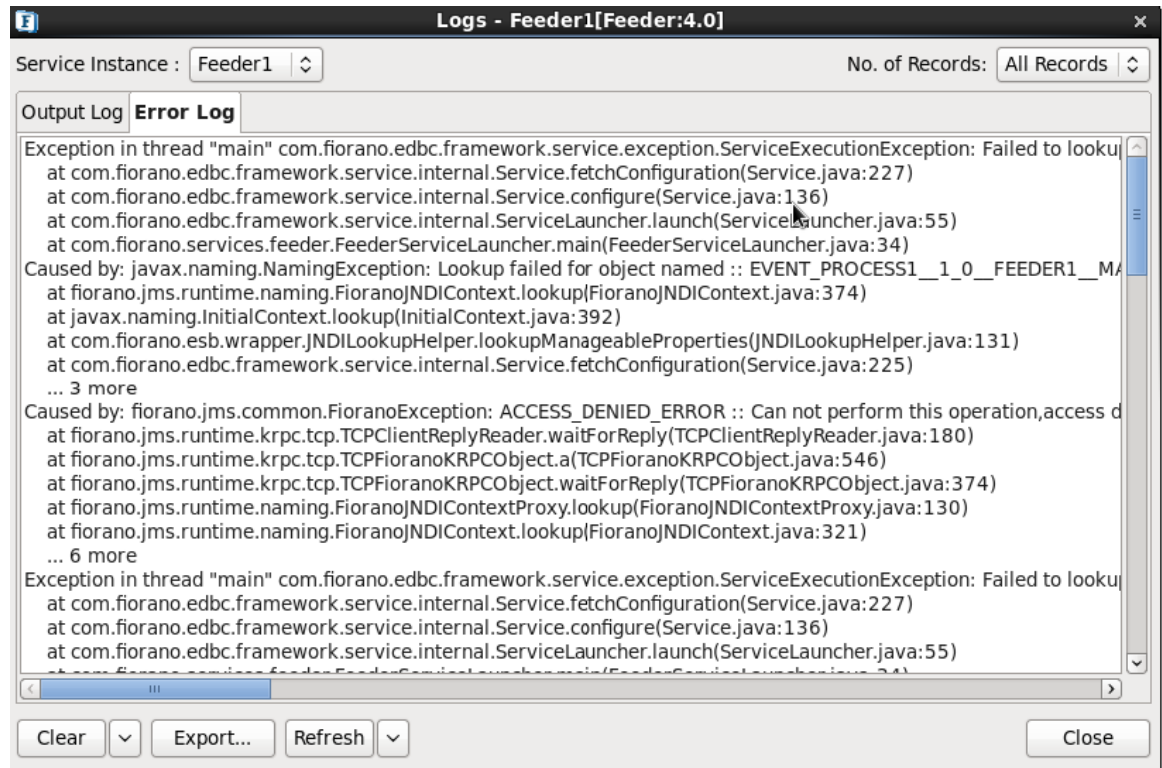 Logs - Feeder1[Feeder:4.0]
Service Instance : Feeder1 No. of Records: All Records
Output Log Error Log
Exception in thread "main" com.fiorano.edbc.framework.service.exception.ServiceExecutionException: Failed to looku
at com.fiorano.edbc.framework.service.internal.Service.fetchConfiguration(Service.java:227)
at com.fiorano.edbc.framework.service.internal.Service.configure(Service.java:136)
at com.fiorano.edbc.framework.service.internal.ServiceLauncher.launch(ServiceLauncher.java:55)
at com.fiorano.services.feeder.FeederServiceLauncher.main(FeederServiceLauncher.java:34)
Caused by: javax.naming.NamingException: Lookup failed for object named :: EVENT_PROCESS1__1_0__FEEDER1__MA
at fiorano.jms.runtime.naming.FioranoJNDIContext.lookup(FioranoJNDIContext.java:374)
at javax.naming.InitialContext.lookup(InitialContext.java:392)
at com.fiorano.esb.wrapper.JNDILookupHelper.lookupManageableProperties(JNDILookupHelper.java:131)
at com.fiorano.edbc.framework.service.internal.Service.fetchConfiguration(Service.java:225)
... 3 more
Caused by: fiorano.jms.common.FioranoException: ACCESS_DENIED_ERROR :: Can not perform this operation,access d
at fiorano.jms.runtime.krpc.tcp.TCPClientReplyReader.waitForReply(TCPClientReplyReader.java:180)
at fiorano.jms.runtime.krpc.tcp.TCPFioranoKRPCObject.a(TCPFioranoKRPCObject.java:546)
at fiorano.jms.runtime.krpc.tcp.TCPFioranoKRPCObject.waitForReply(TCPFioranoKRPCObject.java:374)
at fiorano.jms.runtime.naming.FioranoJNDIContextProxy.lookup(FioranoJNDIContextProxy.java:130)
at fiorano.jms.runtime.naming.FioranoJNDIContext.lookup(FioranoJNDIContext.java:321)
... 6 more
Exception in thread "main" com.fiorano.edbc.framework.service.exception.ServiceExecutionException: Failed to looku
at com.fiorano.edbc.framework.service.internal.Service.fetchConfiguration(Service.java:227)
at com.fiorano.edbc.framework.service.internal.Service.configure(Service.java:136)
at com.fiorano.edbc.framework.service.internal.ServiceLauncher.launch(ServiceLauncher.java:55)
at com.fiorano.services.feeder.FeederServiceLauncher.main(FeederServiceLauncher.java:34)
Clear Export... Refresh Close